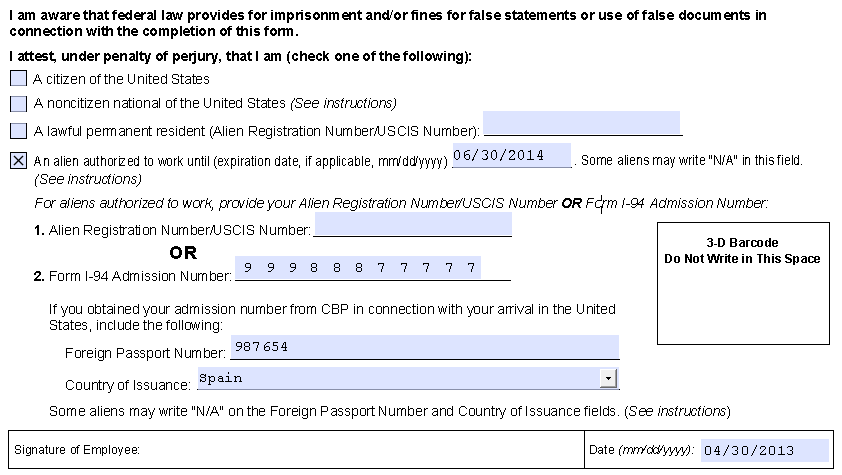 I am aware that federal law provides for imprisonment and/or fines for false statements or use of false documents in
connection with the completion of this form.
I attest, under penalty of perjury, that I am (check one of the following):
A citizen of the United States
A noncitizen national of the United States (See instructions)
A lawful permanent resident (Alien Registration Number/USCIS Number):
An alien authorized to work until (expiration date, if applicable, mm/dd/yyyy) 06/30/2014 . Some aliens may write "N/A" in this field.
(See instructions)
For aliens authorized to work, provide your Alien Registration Number/USCIS Number OR Form I-94 Admission Number:
1. Alien Registration Number/USCIS Number:
OR
2. Form I-94 Admission Number: 9 9 9 8 8 8 7 7 7 7 7
3-D Barcode
Do Not Write in This Space
If you obtained your admission number from CBP in connection with your arrival in the United
States, include the following:
Foreign Passport Number: 987654
Country of Issuance: Spain
Some aliens may write "N/A" on the Foreign Passport Number and Country of Issuance fields. (See instructions)
Signature of Employee: Date (mm/dd/yyyy): 04/30/2013